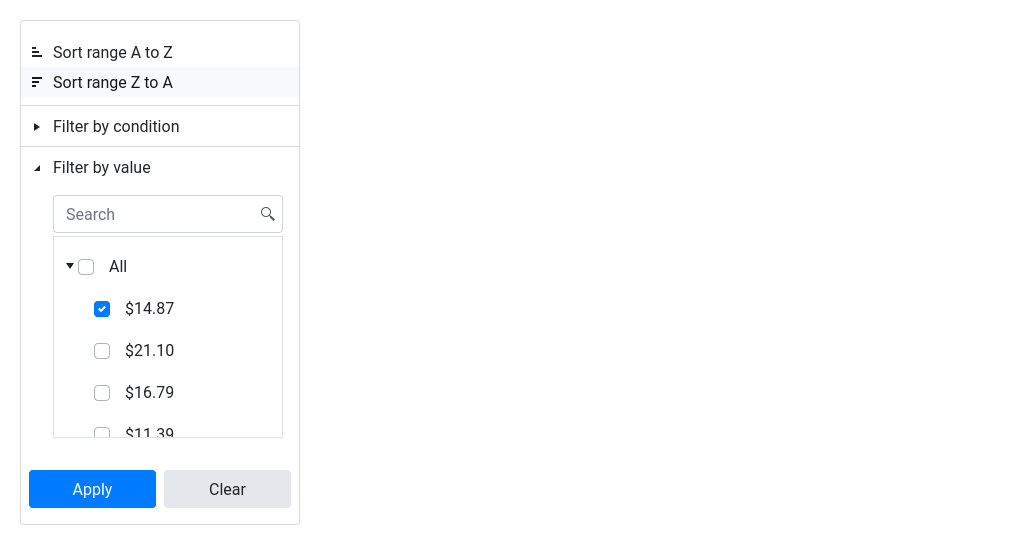 Sort range A to Z
Sort range Z to A
Filter by condition
Filter by value
Search
All
$14.87
$21.10
$16.79
$11.39
Apply
Clear